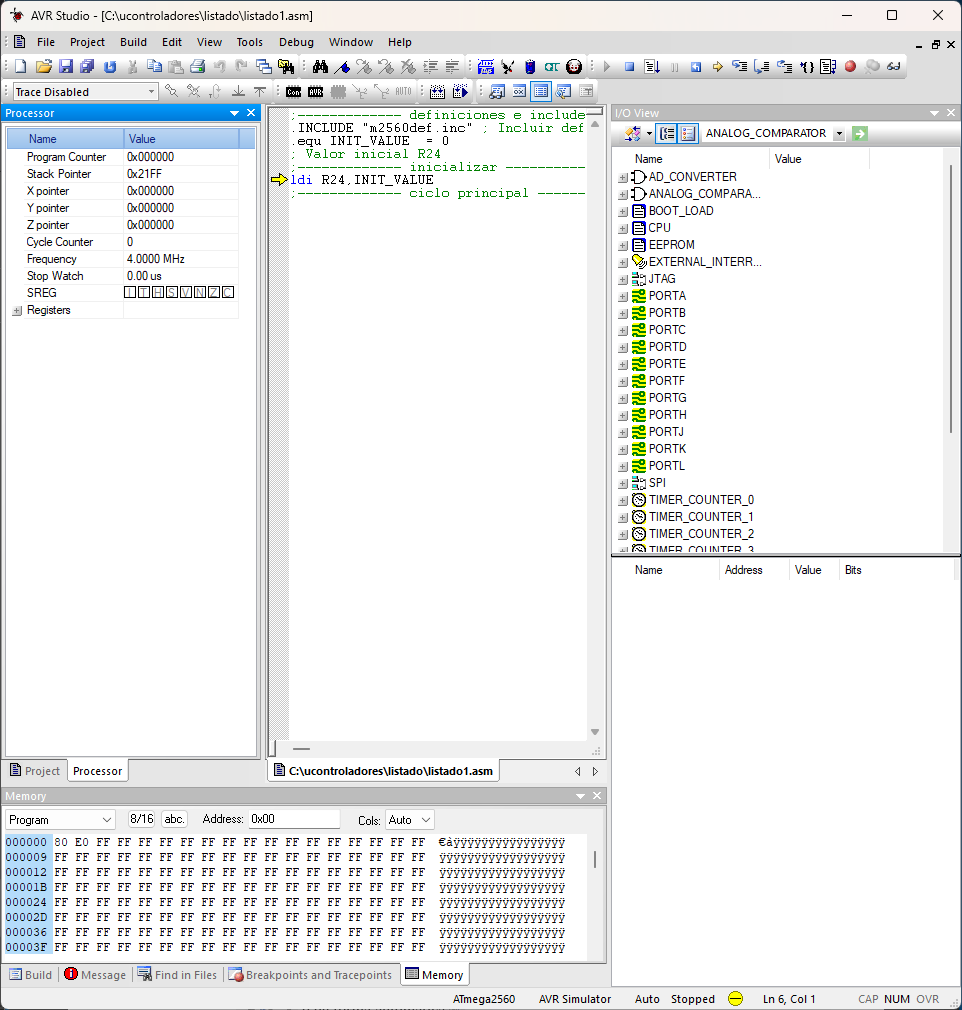 AVR Studio - [C:\ucontroladores\listado\listado1.asm]
File Project Build Edit View Tools Debug Window Help
Trace Disabled
Con AVR AUTO
Processor
Name Value
Program Counter 0x000000
Stack Pointer 0x21FF
X pointer 0x000000
Y pointer 0x000000
Z pointer 0x000000
Cycle Counter 0
Frequency 4.0000 MHz
Stop Watch 0.00 us
SREG I T H S V N Z C
Registers
Project Processor
;------------- definiciones e include
.INCLUDE "m2560def.inc" ; Incluir def
.equ INIT_VALUE  = 0
; Valor inicial R24
;------------- inicializar ----------
ldi R24,INIT_VALUE
;------------- ciclo principal ------
C:\ucontroladores\listado\listado1.asm
I/O View
ANALOG_COMPARATOR
Name Value
AD_CONVERTER
ANALOG_COMPARA...
BOOT_LOAD
CPU
EEPROM
EXTERNAL_INTERR...
JTAG
PORTA
PORTB
PORTC
PORTD
PORTE
PORTF
PORTG
PORTH
PORTJ
PORTK
PORTL
SPI
TIMER_COUNTER_0
TIMER_COUNTER_1
TIMER_COUNTER_2
TIMER_COUNTER_3
Name Address Value Bits
Memory
Program 8/16 abc. Address: 0x00 Cols: Auto
000000 80 E0 FF FF FF FF FF FF FF FF FF FF FF FF FF FF FF FF €àÿÿÿÿÿÿÿÿÿÿÿÿÿÿÿÿ
000009 FF FF FF FF FF FF FF FF FF FF FF FF FF FF FF FF FF FF ÿÿÿÿÿÿÿÿÿÿÿÿÿÿÿÿÿÿ
000012 FF FF FF FF FF FF FF FF FF FF FF FF FF FF FF FF FF FF ÿÿÿÿÿÿÿÿÿÿÿÿÿÿÿÿÿÿ
00001B FF FF FF FF FF FF FF FF FF FF FF FF FF FF FF FF FF FF ÿÿÿÿÿÿÿÿÿÿÿÿÿÿÿÿÿÿ
000024 FF FF FF FF FF FF FF FF FF FF FF FF FF FF FF FF FF FF ÿÿÿÿÿÿÿÿÿÿÿÿÿÿÿÿÿÿ
00002D FF FF FF FF FF FF FF FF FF FF FF FF FF FF FF FF FF FF ÿÿÿÿÿÿÿÿÿÿÿÿÿÿÿÿÿÿ
000036 FF FF FF FF FF FF FF FF FF FF FF FF FF FF FF FF FF FF ÿÿÿÿÿÿÿÿÿÿÿÿÿÿÿÿÿÿ
00003F FF FF FF FF FF FF FF FF FF FF FF FF FF FF FF FF FF FF ÿÿÿÿÿÿÿÿÿÿÿÿÿÿÿÿÿÿ
Build Message Find in Files Breakpoints and Tracepoints Memory
ATmega2560 AVR Simulator Auto Stopped Ln 6, Col 1 CAP NUM OVR